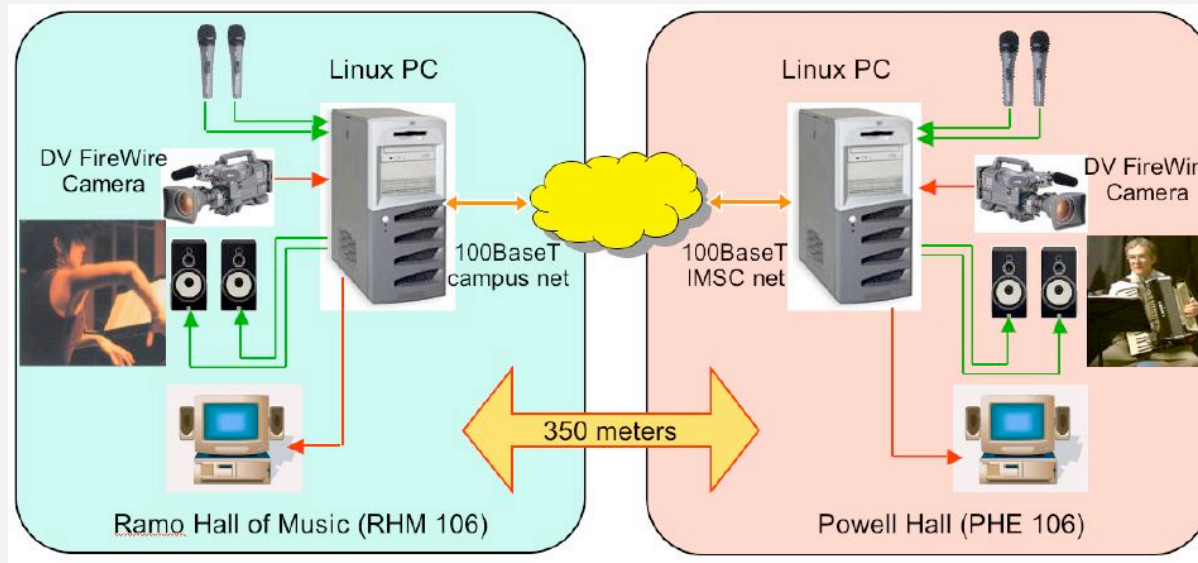 Linux PC
DV FireWire
Camera
100BaseT
campus net
Ramo Hall of Music (RHM 106)
350 meters
Linux PC
DV FireWir
Camera
100BaseT
IMSC net
Powell Hall (PHE 106)